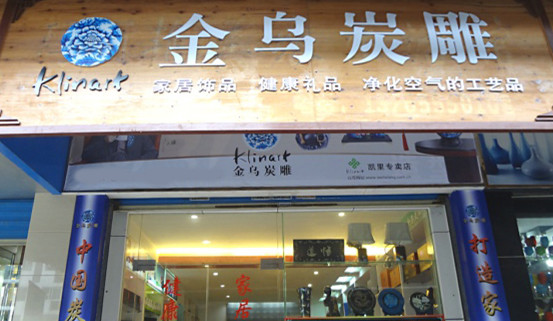 金乌炭雕
Klinart
家居饰品 健康礼品 净化空气的工艺品
Klinart
金乌炭雕
凯里专卖店
中国炭
健康
家居
打造家